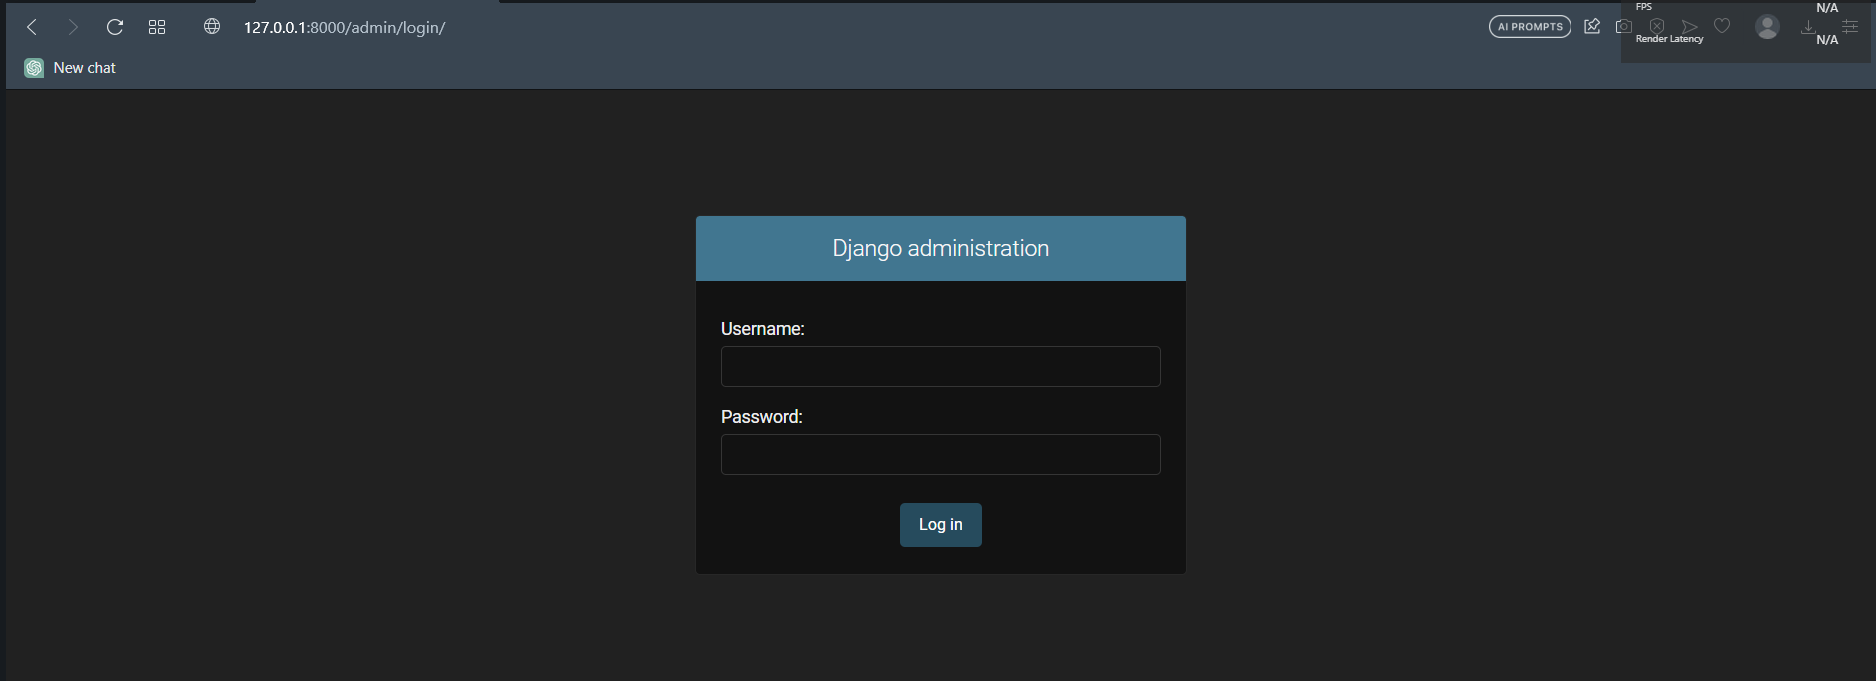 127.0.0.1:8000/admin/login/
AI PROMPTS
FPS
N/A
Render Latency
N/A
New chat
Django administration
Username:
Password:
Log in